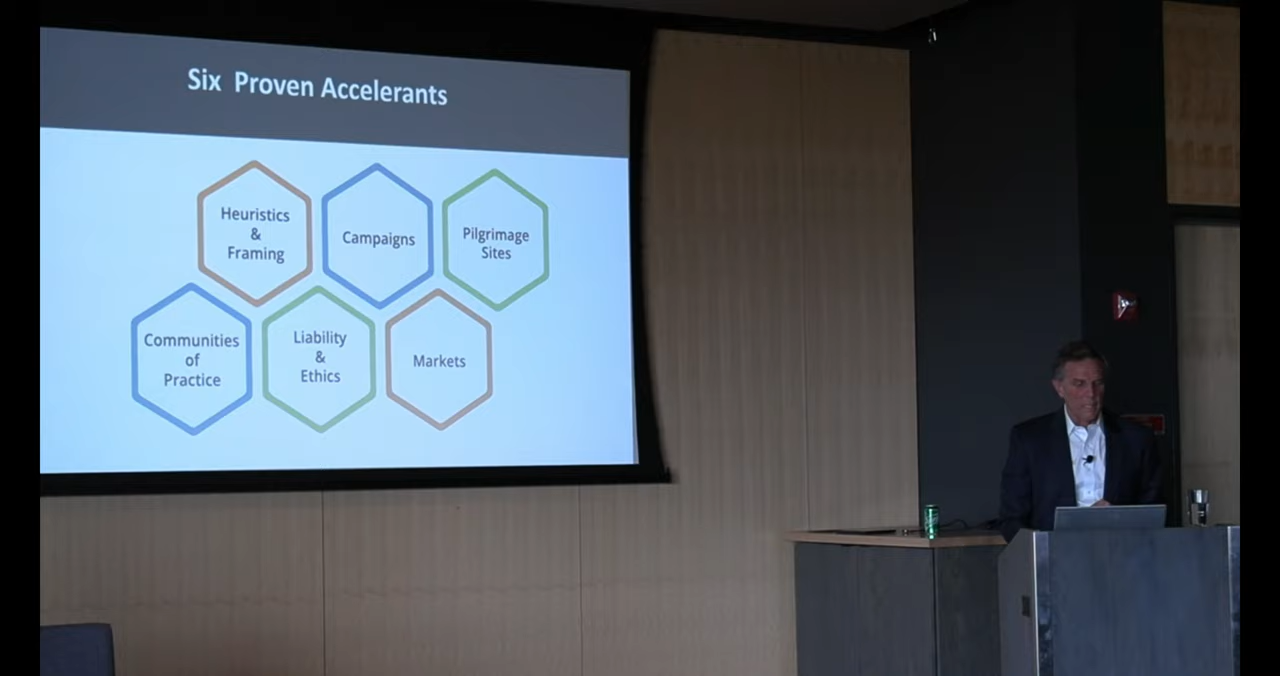 Six Proven Accelerants
Heuristics
&
Framing
Campaigns
Pilgrimage
Sites
Communities
of
Practice
Liability
&
Ethics
Markets